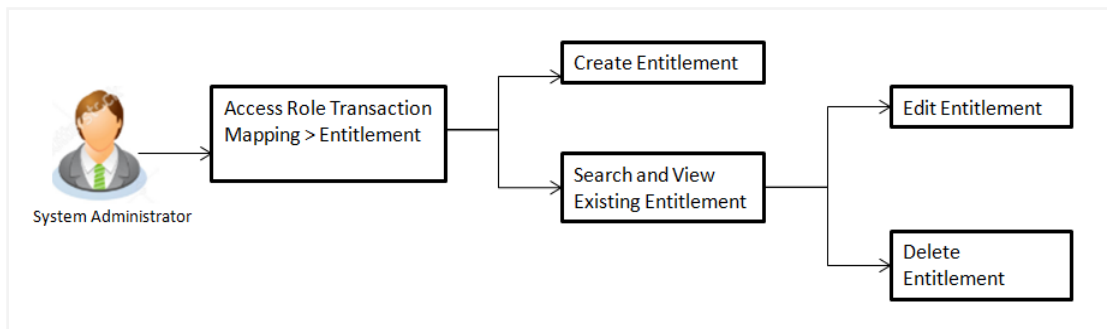 System Administrator
Access Role Transaction
Mapping > Entitlement
Create Entitlement
Search and View
Existing Entitlement
Edit Entitlement
Delete
Entitlement